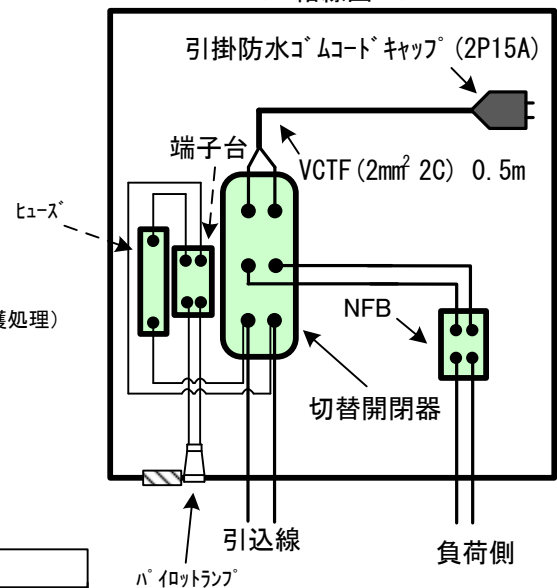 引掛防水ｺﾞﾑｺｰﾄﾞｷｬｯﾌﾟ(2P15A)
端子台
VCTF(2mm² 2C) 0.5m
ﾋｭｰｽﾞ
処理)
NFB
切替開閉器
引込線
負荷側
ﾊﾟｲﾛｯﾄﾗﾝﾌﾟ